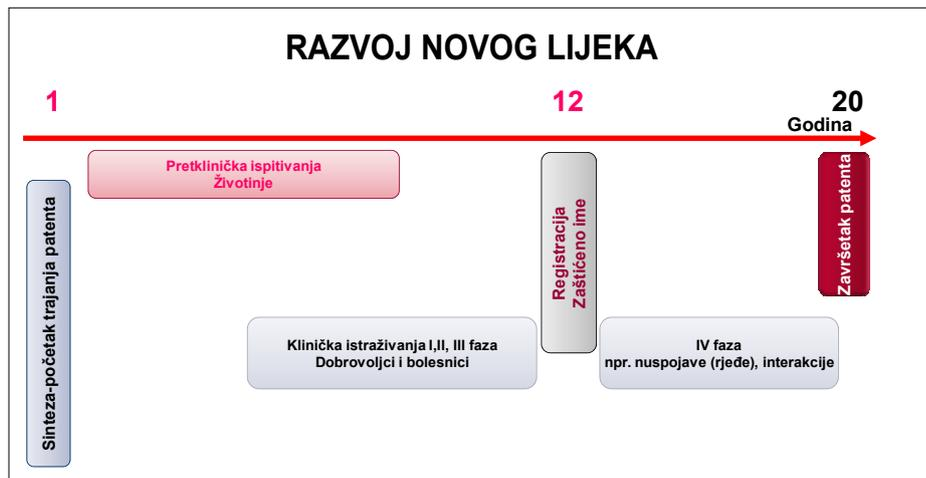 RAZVOJ NOVOG LIJEKA
1
12
20
Godina
Pretklinička ispitivanja
Životinje
Sinteza-početak trajanja patenta
Registracija
Zaštićeno ime
Završetak patenta
Klinička istraživanja I,II, III faza
Dobrovoljci i bolesnici
IV faza
npr. nuspojave (rjeđe), interakcije